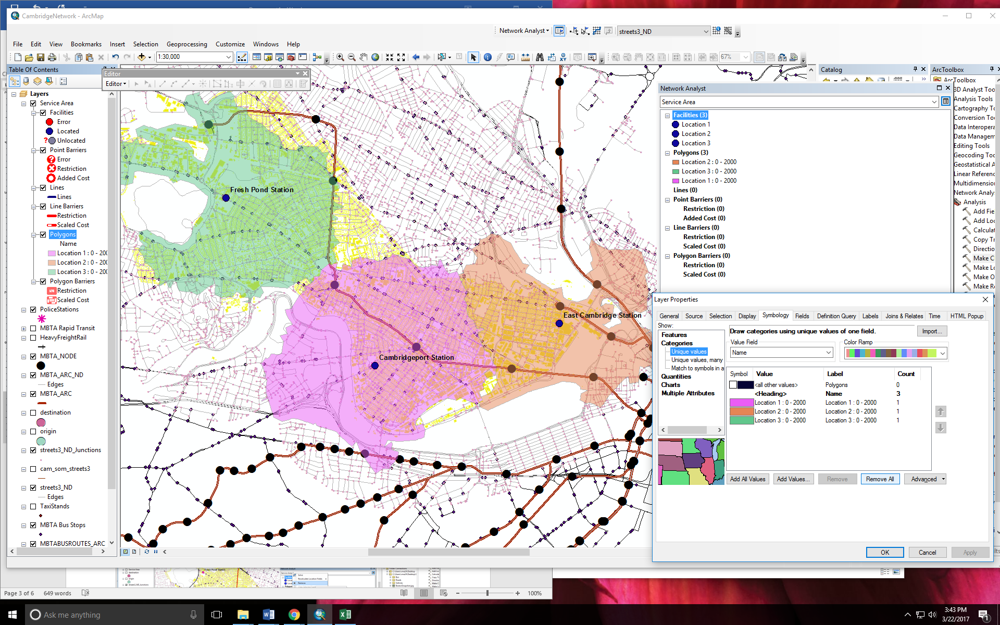 CambridgeNetwork - ArcMap
Network Analyst
streets3_ND
File Edit View Bookmarks Insert Selection Geoprocessing Customize Windows Help
1:30,000
67%
Table Of Contents
Editor
Editor
Layers
Service Area
Facilities
Error
Located
? Unlocated
Point Barriers
Error
Restriction
Added Cost
Lines
Lines
Line Barriers
Restriction
Scaled Cost
Polygons
Name
Location 1 : 0 - 200
Location 2 : 0 - 200
Location 3 : 0 - 200
Polygon Barriers
Restriction
Scaled Cost
PoliceStations
MBTA Rapid Transit
HeavyFreightRail
MBTA_NODE
MBTA_ARC_ND
Edges
MBTA_ARC
destination
origin
streets3_ND_Junctions
cam_som_streets3
streets3_ND
Edges
TaxiStands
MBTA Bus Stops
MBTABUSROUTES_ARC
Fresh Pond Station
East Cambridge Station
Cambridgeport Station
Catalog
ArcToolbox
ArcToolbox
3D Analyst Too
Analysis Tools
Cartography T
Conversion To
Data Interopera
Data Managem
Editing Tools
Geocoding Too
Geostatistical A
Linear Referenc
Multidimension
Network Analy
Analysis
Add Fie
Add Loc
Calculat
Copy Tr
Directio
Make C
Make Lo
Make O
Make Ro
Network Analyst
Service Area
Facilities (3)
Location 1
Location 2
Location 3
Polygons (3)
Location 2 : 0 - 2000
Location 3 : 0 - 2000
Location 1 : 0 - 2000
Lines (0)
Point Barriers (0)
Restriction (0)
Added Cost (0)
Line Barriers (0)
Restriction (0)
Scaled Cost (0)
Polygon Barriers (0)
Restriction (0)
Scaled Cost (0)
Layer Properties
General Source Selection Display Symbology Fields Definition Query Labels Joins & Relates Time HTML Popup
Show:
Features
Categories
Unique values
Unique values, many
Match to symbols in a
Quantities
Charts
Multiple Attributes
Draw categories using unique values of one field.
Import...
Value Field
Name
Color Ramp
Symbol Value Label Count
<all other values> Polygons 0
<Heading> Name 3
Location 1 : 0 - 2000 Location 1 : 0 - 2000 1
Location 2 : 0 - 2000 Location 2 : 0 - 2000 1
Location 3 : 0 - 2000 Location 3 : 0 - 2000 1
Add All Values Add Values... Remove Remove All Advanced
OK Cancel Apply
Page 3 of 6 649 words
100%
Ask me anything
3:43 PM
3/22/2017
1